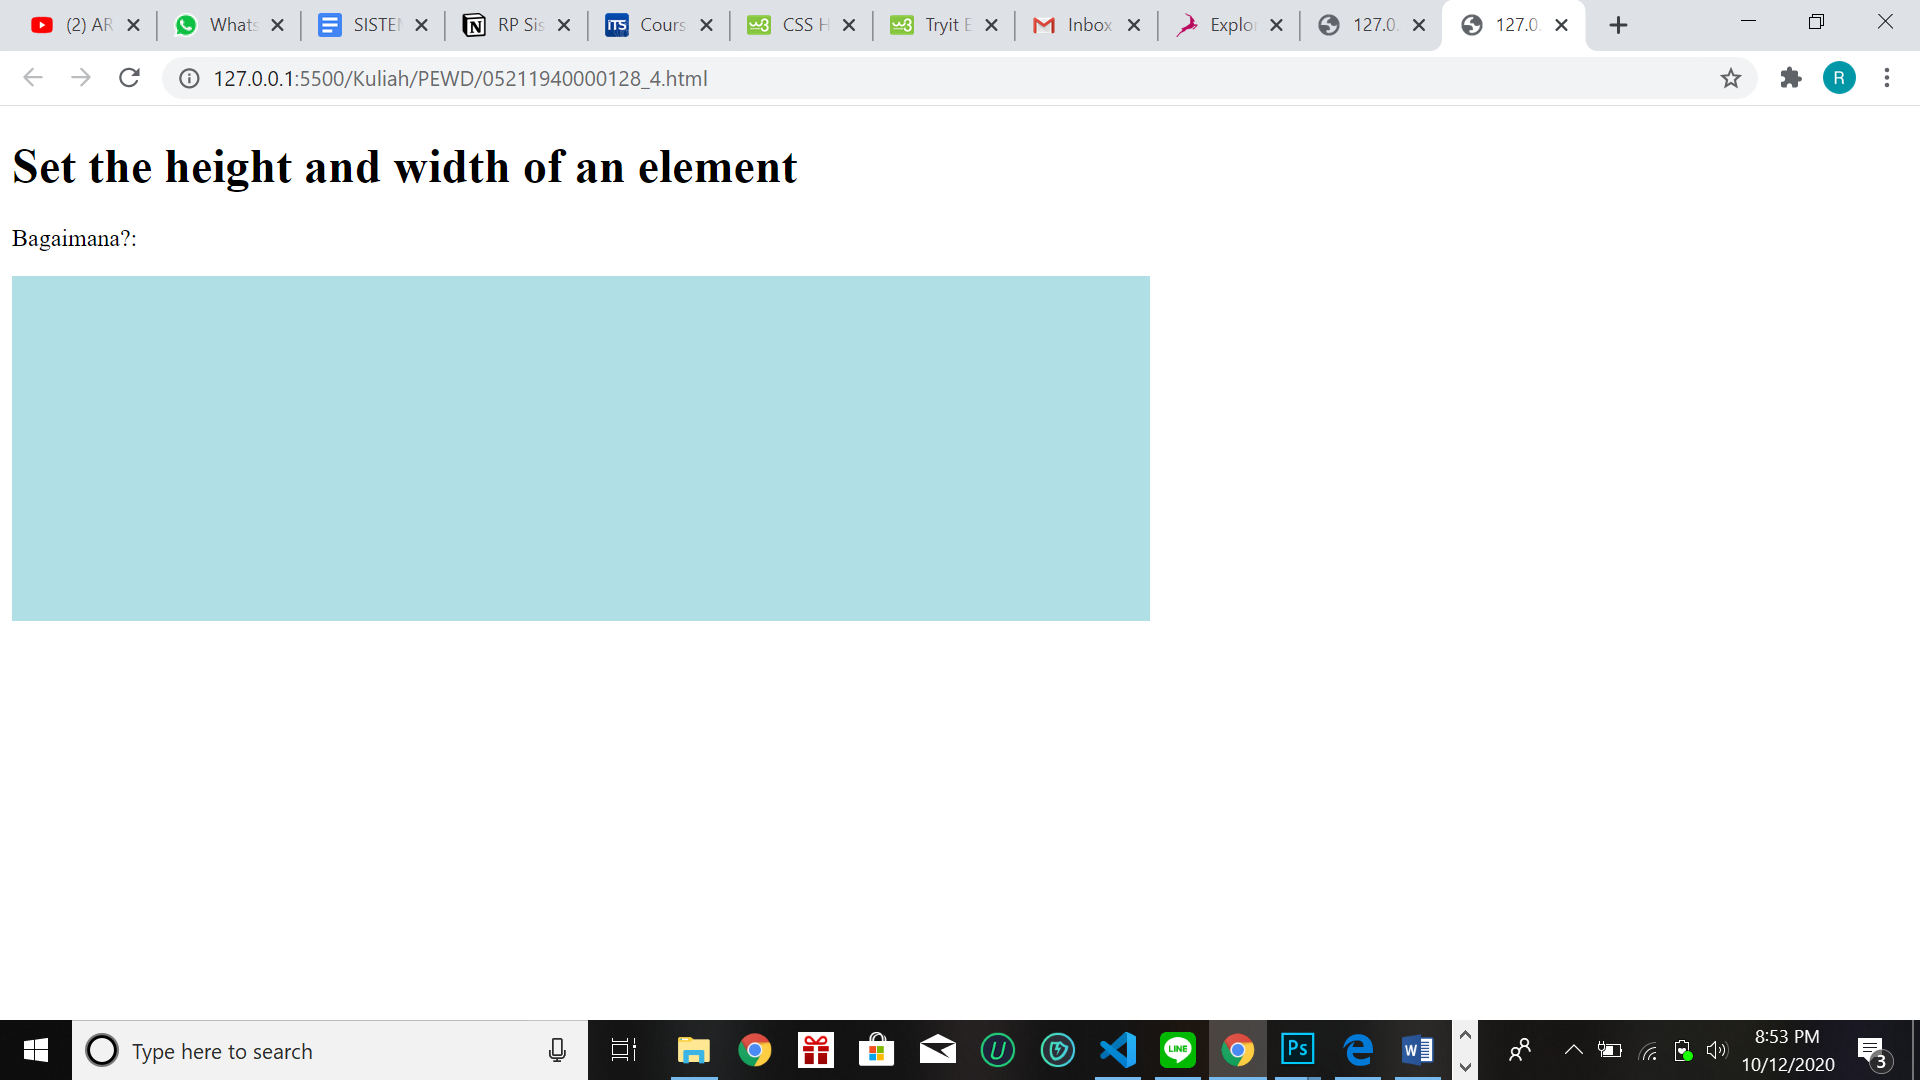 (2) AR
Whats
SISTEM
RP Sis
Cours
CSS H
Tryit E
Inbox
Explo
127.0.
127.0.
127.0.0.1:5500/Kuliah/PEWD/05211940000128_4.html
R
Set the height and width of an element
Bagaimana?:
Type here to search
8:53 PM
10/12/2020
3